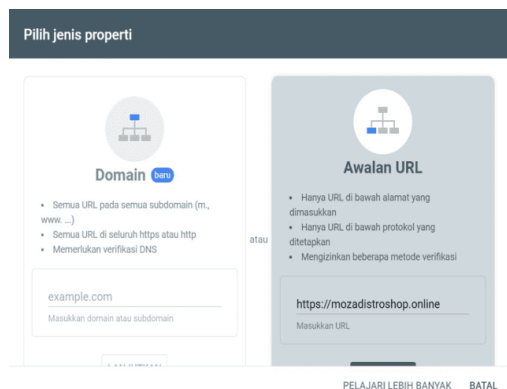 Pilih jenis properti
Domain baru
Semua URL pada semua subdomain (m.,
www. ...)
Semua URL di seluruh https atau http
Memerlukan verifikasi DNS
example.com
Masukkan domain atau subdomain
atau
Awalan URL
Hanya URL di bawah alamat yang
dimasukkan
Hanya URL di bawah protokol yang
ditetapkan
Mengizinkan beberapa metode verifikasi
https://mozadistroshop.online
Masukkan URL
PELAJARI LEBIH BANYAK BATAL